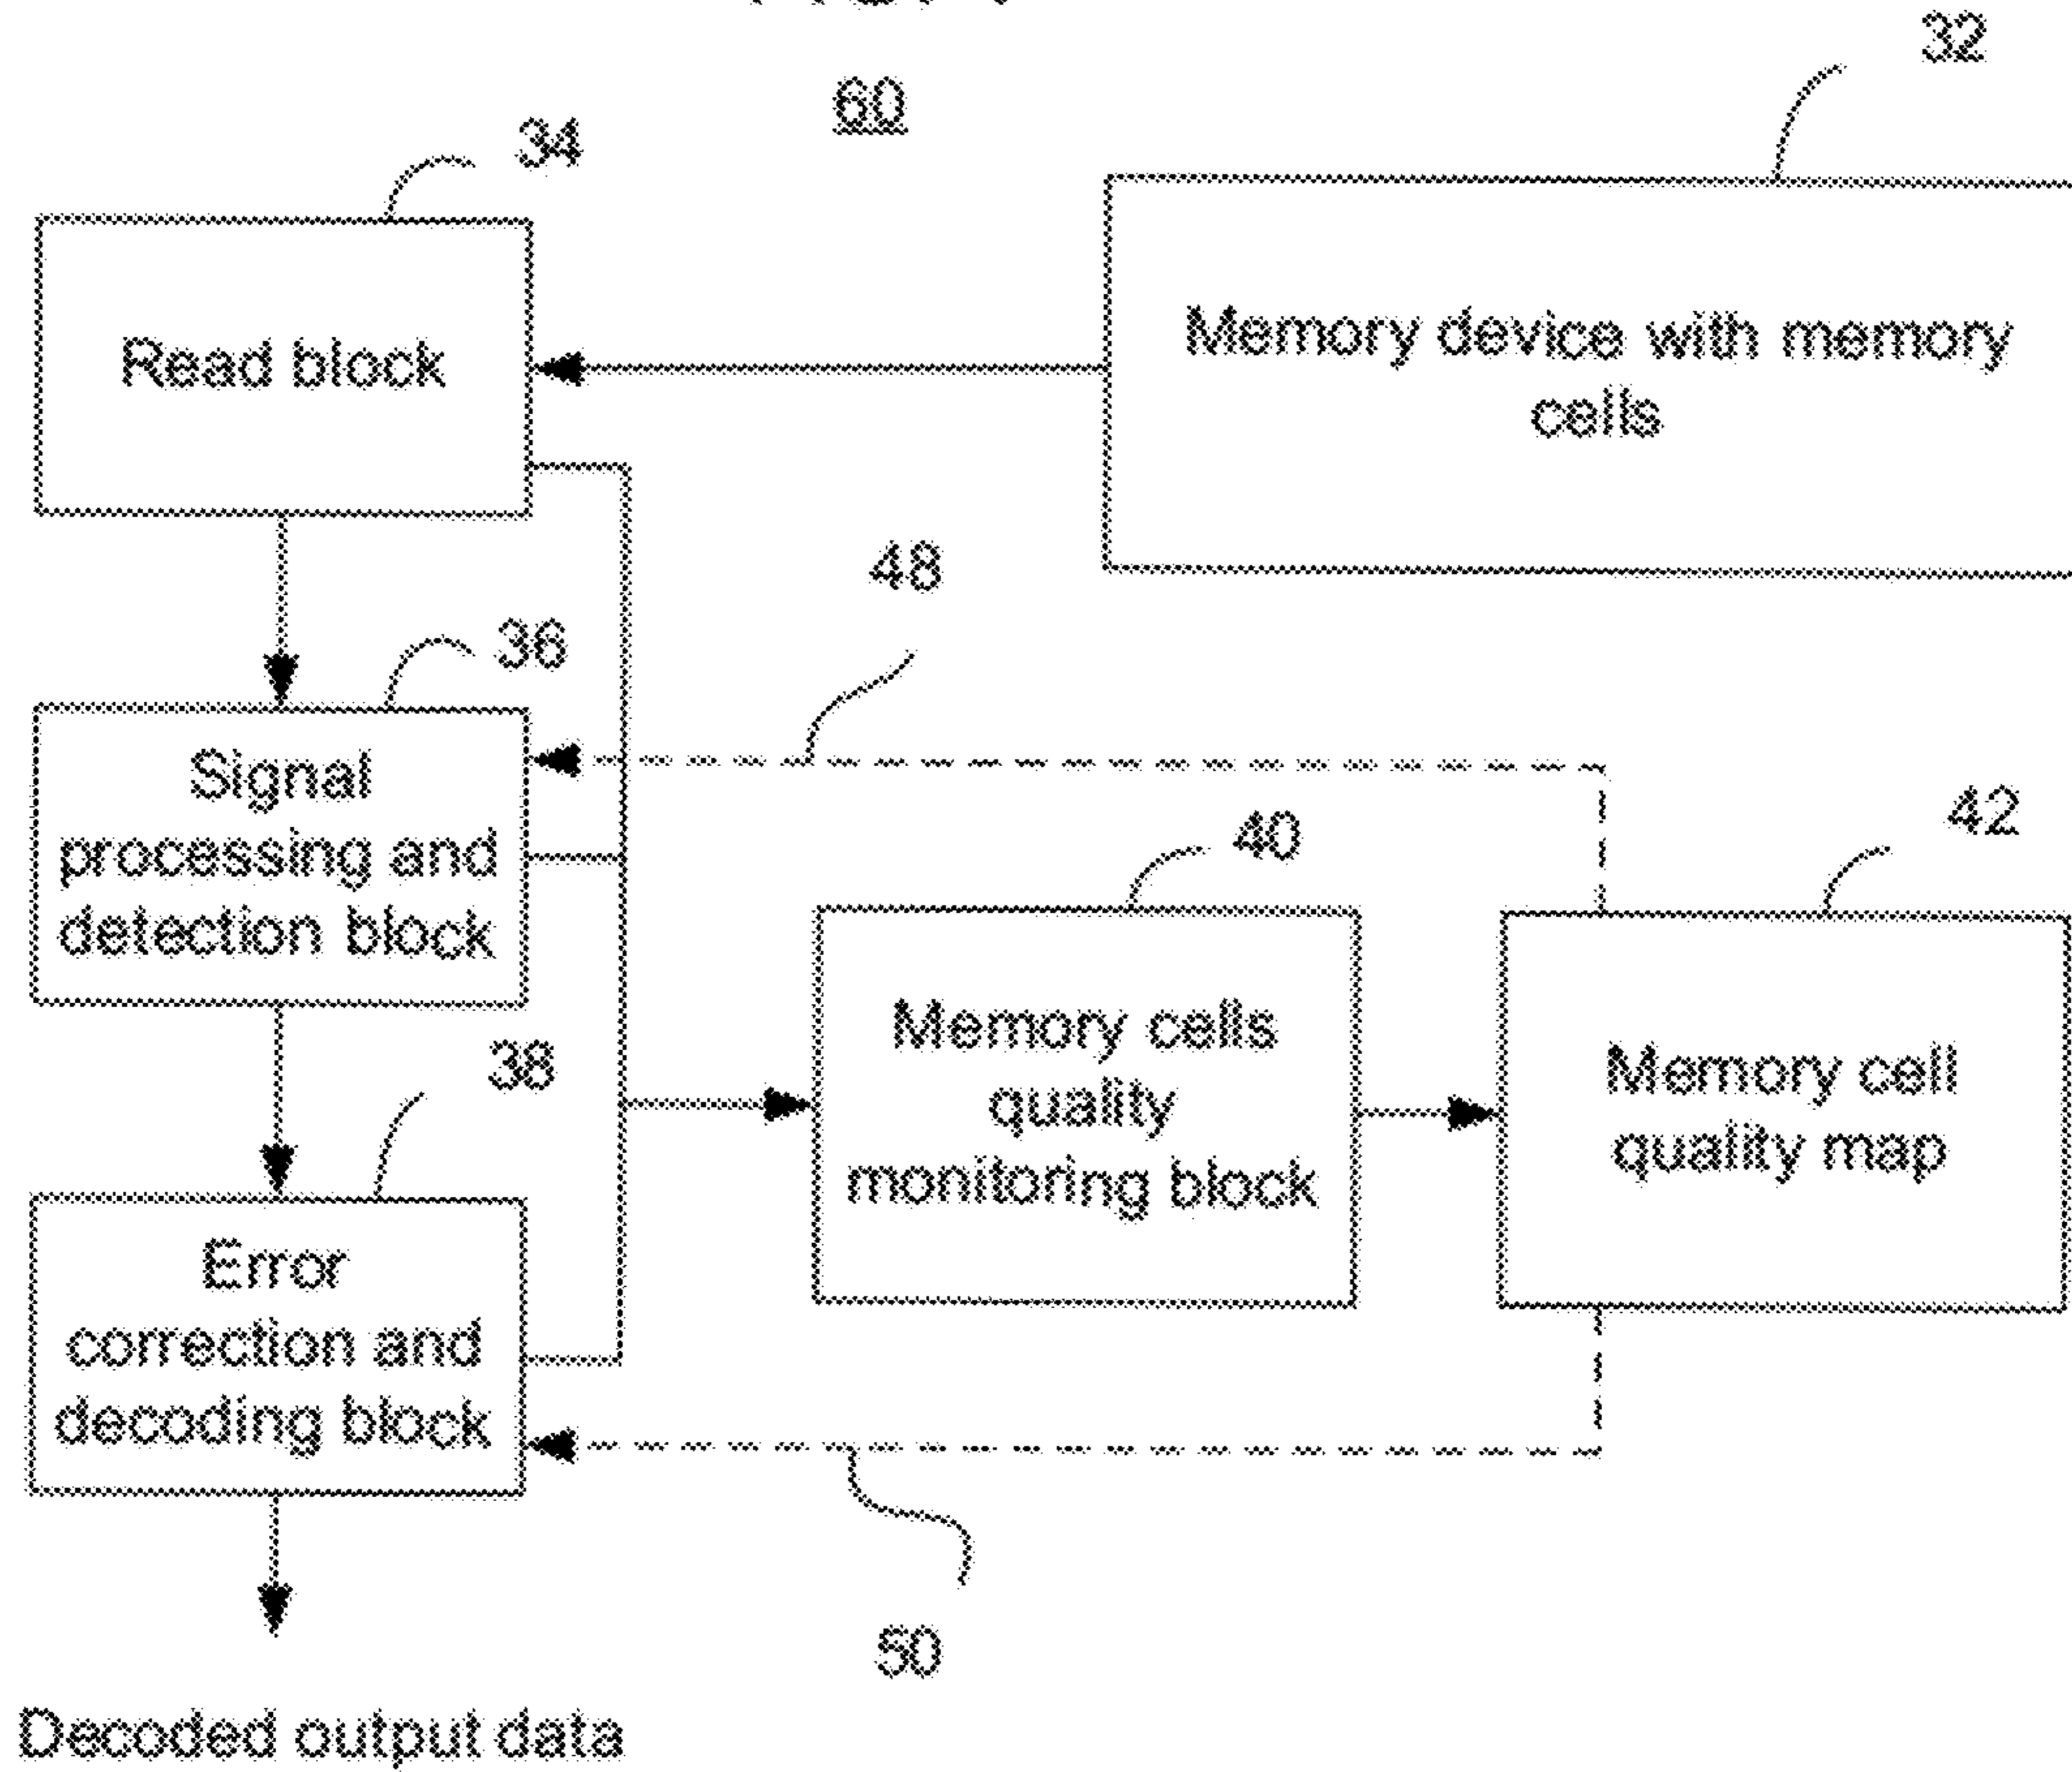 60
32
34
Read block
Memory device with memory
cells
48
36
Signal
processing and
detection block
40
42
Memory cells
quality
monitoring block
Memory cell
quality map
38
Error
correction and
decoding block
50
Decoded output data